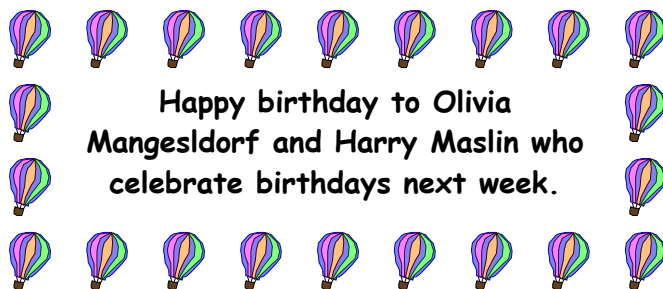 Happy birthday to Olivia
Mangesldorf and Harry Maslin who
celebrate birthdays next week.